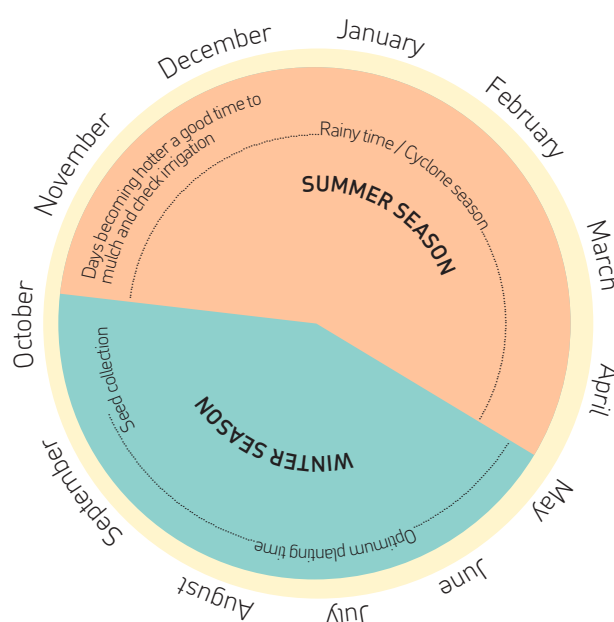 January
February
March
April
May
June
July
August
September
October
November
December
Days becoming hotter a good time to
mulch and check irrigation
Rainy time / Cyclone season
SUMMER SEASON
WINTER SEASON
Optimum planting time
Seed collection